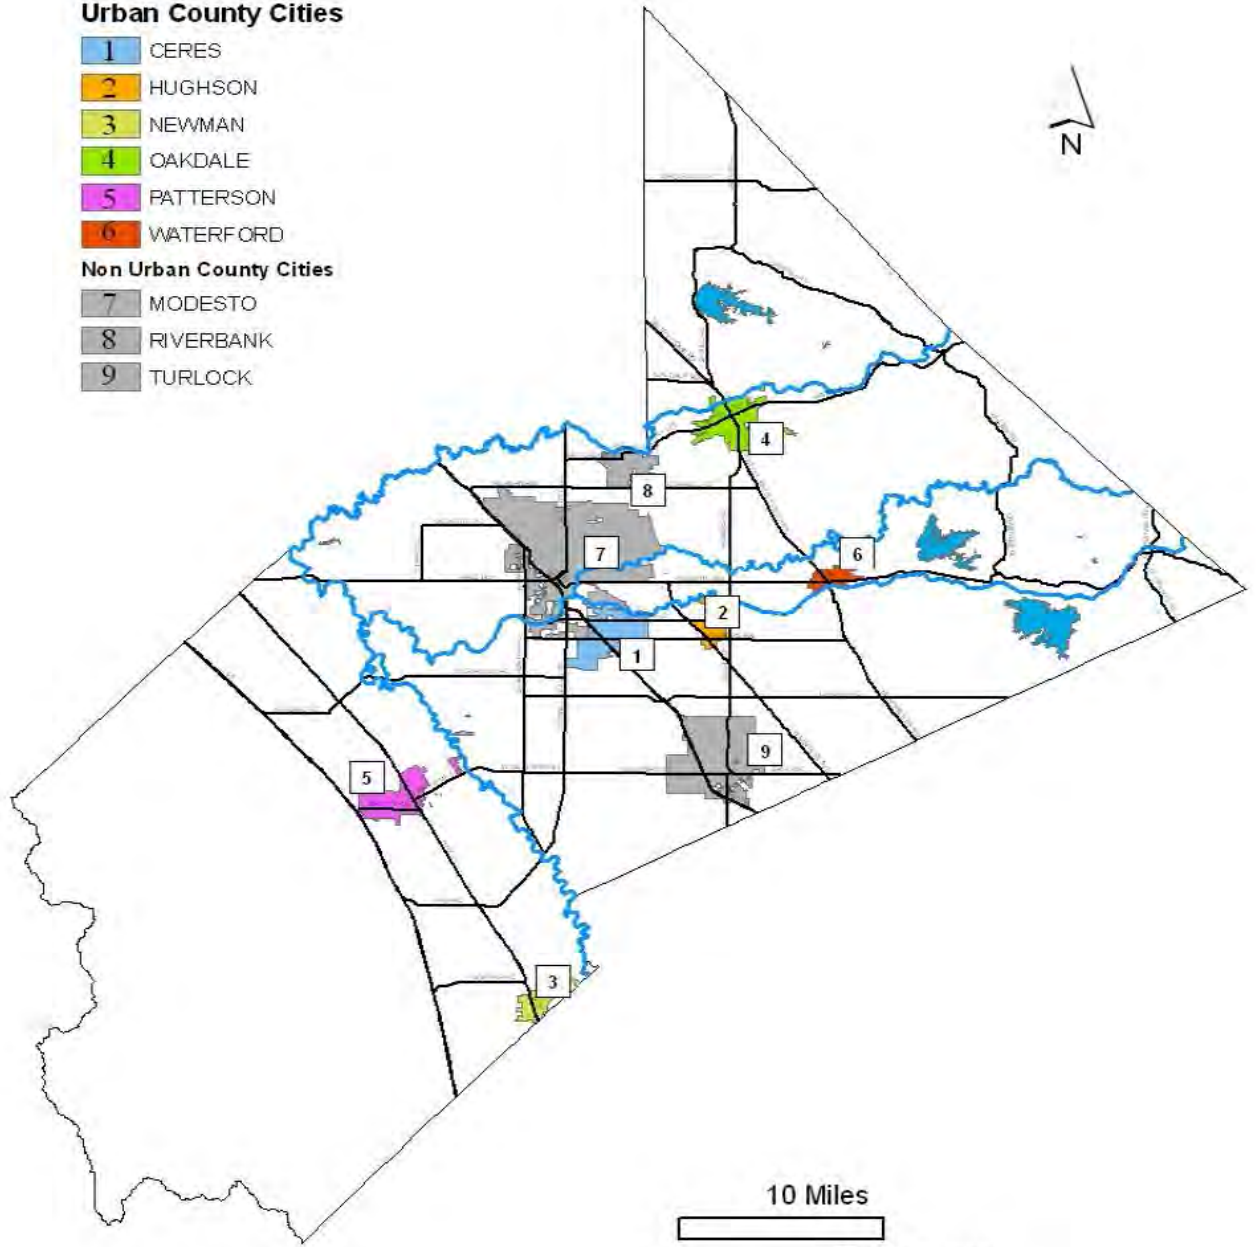 Urban County Cities
1 CERES
2 HUGHSON
3 NEWMAN
4 OAKDALE
5 PATTERSON
6 WATERFORD
Non Urban County Cities
7 MODESTO
8 RIVERBANK
9 TURLOCK
N
4
8
7
6
2
1
9
5
3
10 Miles